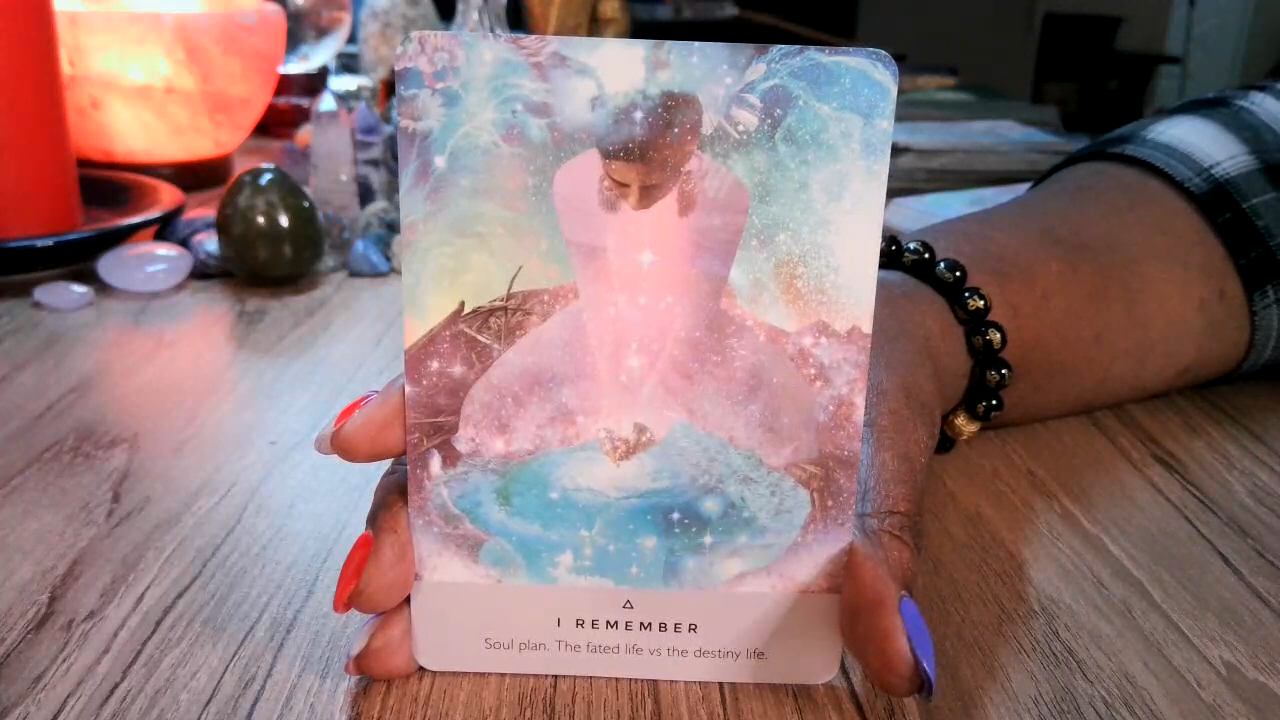 I REMEMBER
Soul plan. The fated life vs the destiny life.